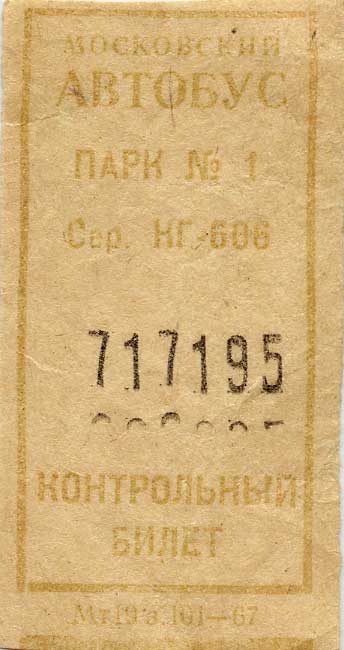 МОСКОВСКИЙ
АВТОБУС
ПАРК № 1
Сер. НГ-606
717195
КОНТРОЛЬНЫЙ
БИЛЕТ